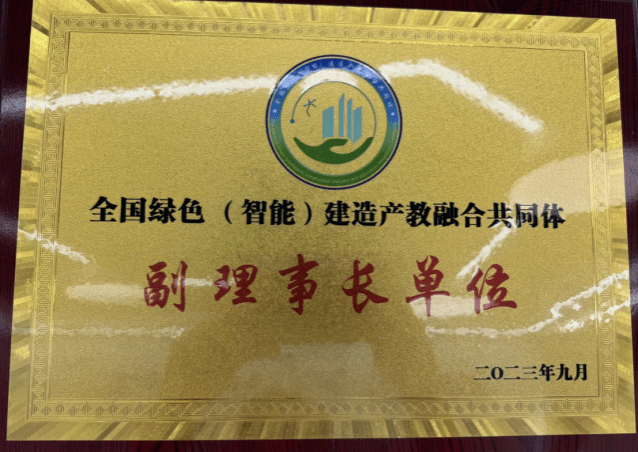 全国绿色（智能）建造产教融合共同体
副理事长单位
二〇二三年九月